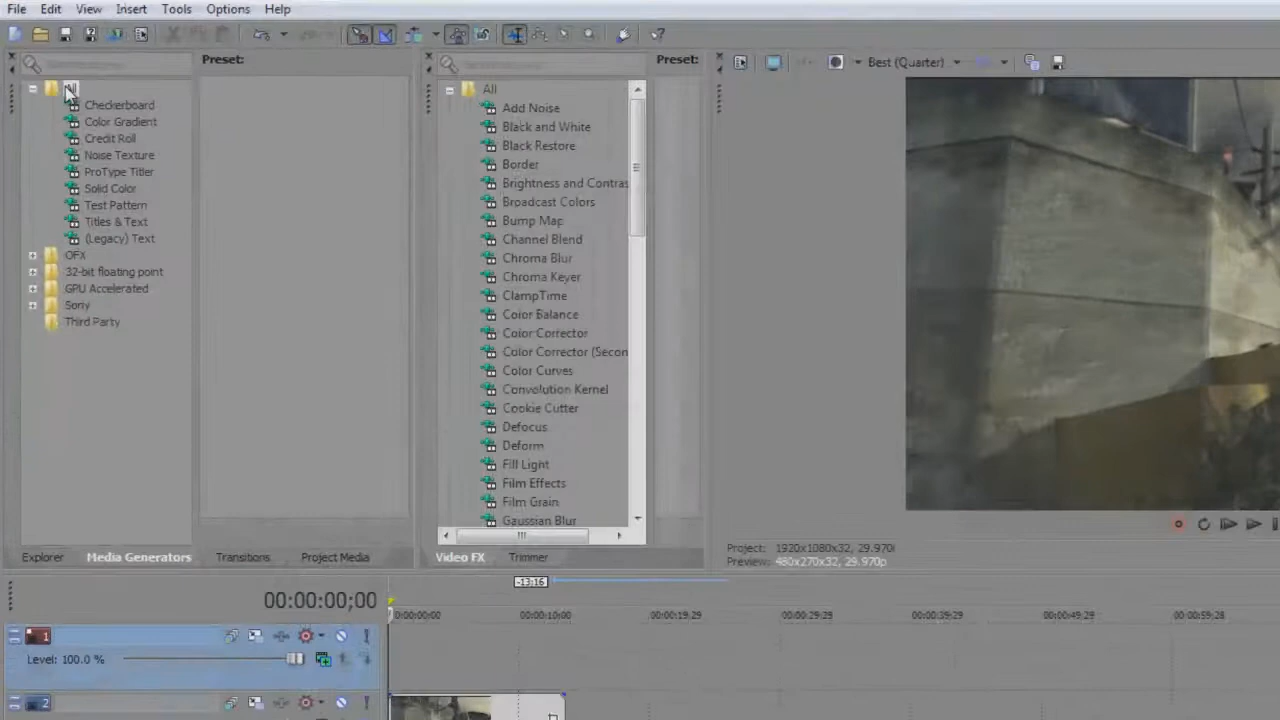 File Edit View Insert Tools Options Help
Preset:
All
Checkerboard
Color Gradient
Credit Roll
Noise Texture
ProType Titler
Solid Color
Test Pattern
Titles & Text
(Legacy) Text
OFX
32-bit floating point
GPU Accelerated
Sony
Third Party
Explorer Media Generators Transitions Project Media
Preset:
All
Add Noise
Black and White
Black Restore
Border
Brightness and Contras
Broadcast Colors
Bump Map
Channel Blend
Chroma Blur
Chroma Keyer
ClampTime
Color Balance
Color Corrector
Color Corrector (Secon
Color Curves
Convolution Kernel
Cookie Cutter
Defocus
Deform
Fill Light
Film Effects
Film Grain
Gaussian Blur
Video FX Trimmer
Best (Quarter)
Project: 1920x1080x32, 29.970i
Preview: 480x270x32, 29.970p
-13:16
00:00:00;00
0:00:00;00 00:00:10;00 00:00:19;29 00:00:29;29 00:00:39;29 00:00:49;29 00:00:59;28
1
Level: 100.0 %
2